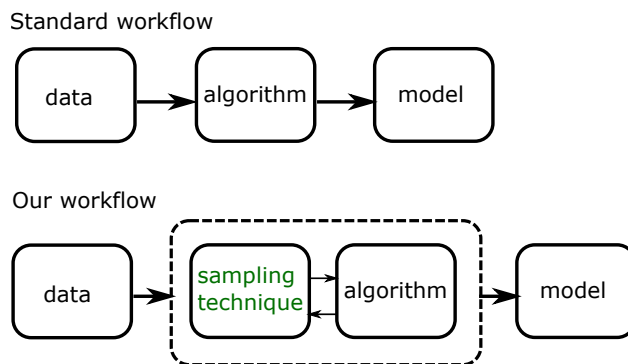 Standard workflow
data
algorithm
model
Our workflow
data
sampling
technique
algorithm
model